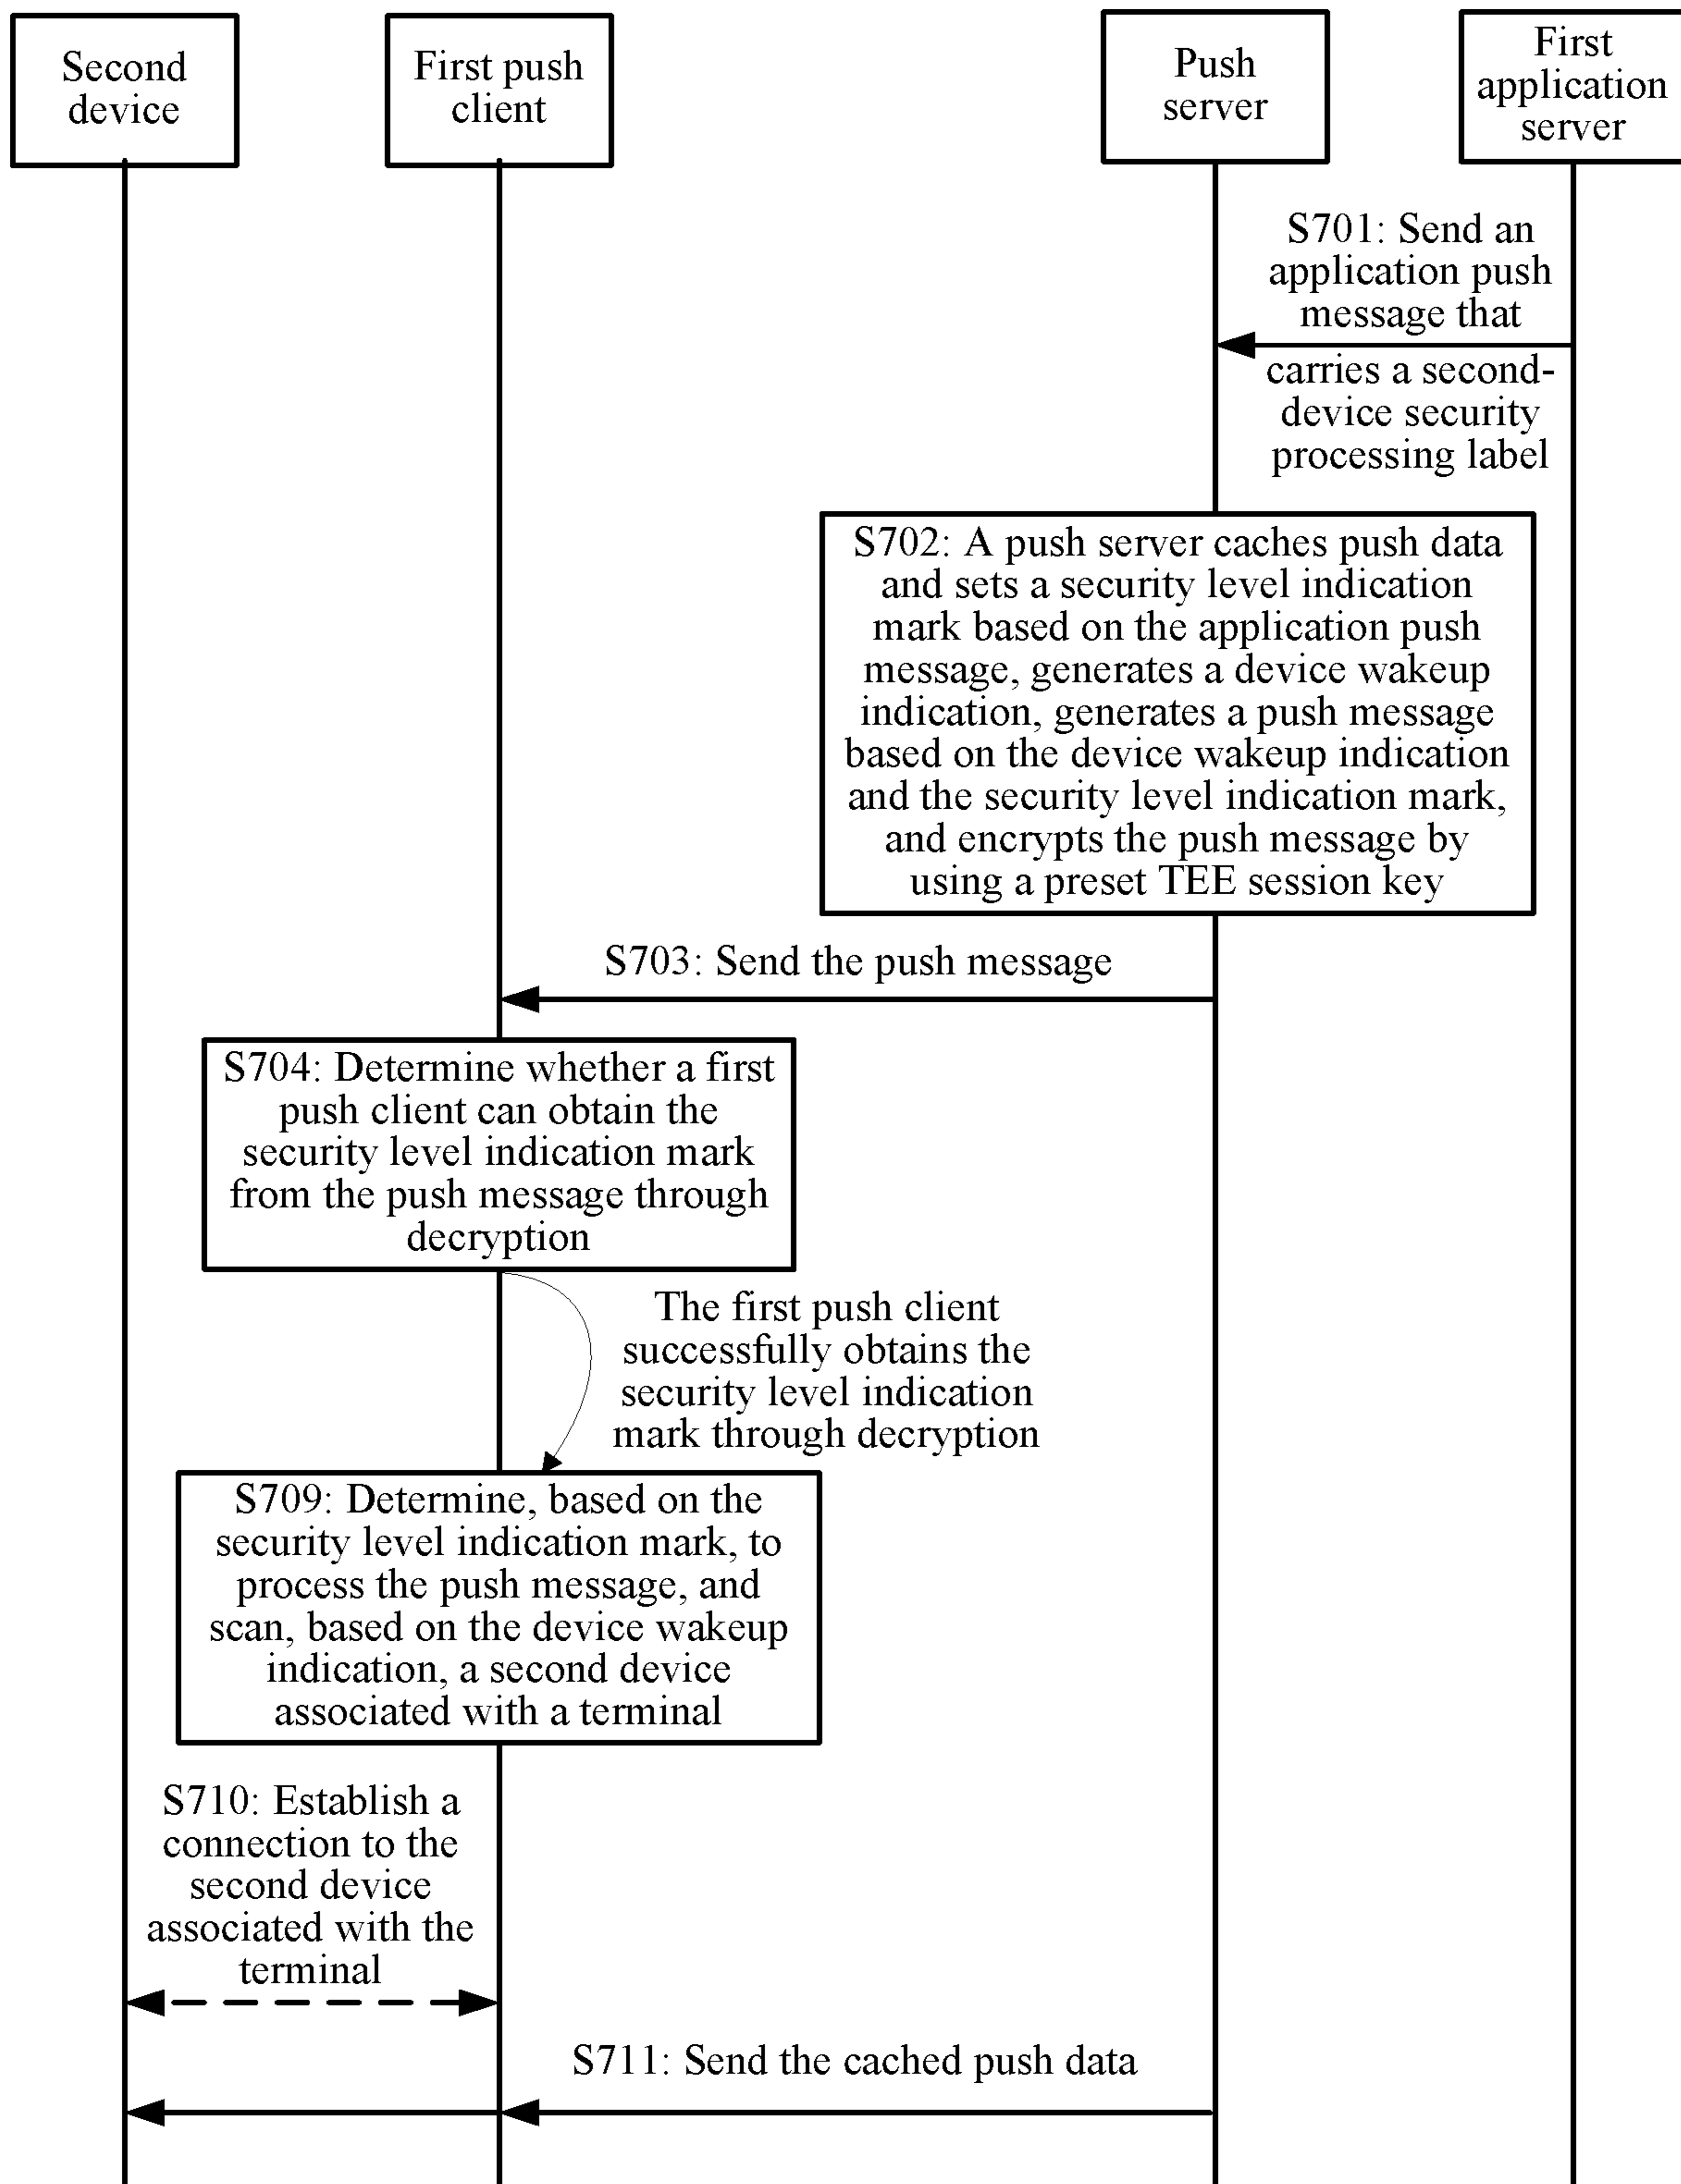 Second
device
First push
client
Push
server
First
application
server
S701: Send an
application push
message that
carries a second-
device security
processing label
S702: A push server caches push data
and sets a security level indication
mark based on the application push
message, generates a device wakeup
indication, generates a push message
based on the device wakeup indication
and the security level indication mark,
and encrypts the push message by
using a preset TEE session key
S703: Send the push message
S704: Determine whether a first
push client can obtain the
security level indication mark
from the push message through
decryption
The first push client
successfully obtains the
security level indication
mark through decryption
S709: Determine, based on the
security level indication mark, to
process the push message, and
scan, based on the device wakeup
indication, a second device
associated with a terminal
S710: Establish a
connection to the
second device
associated with the
terminal
S711: Send the cached push data